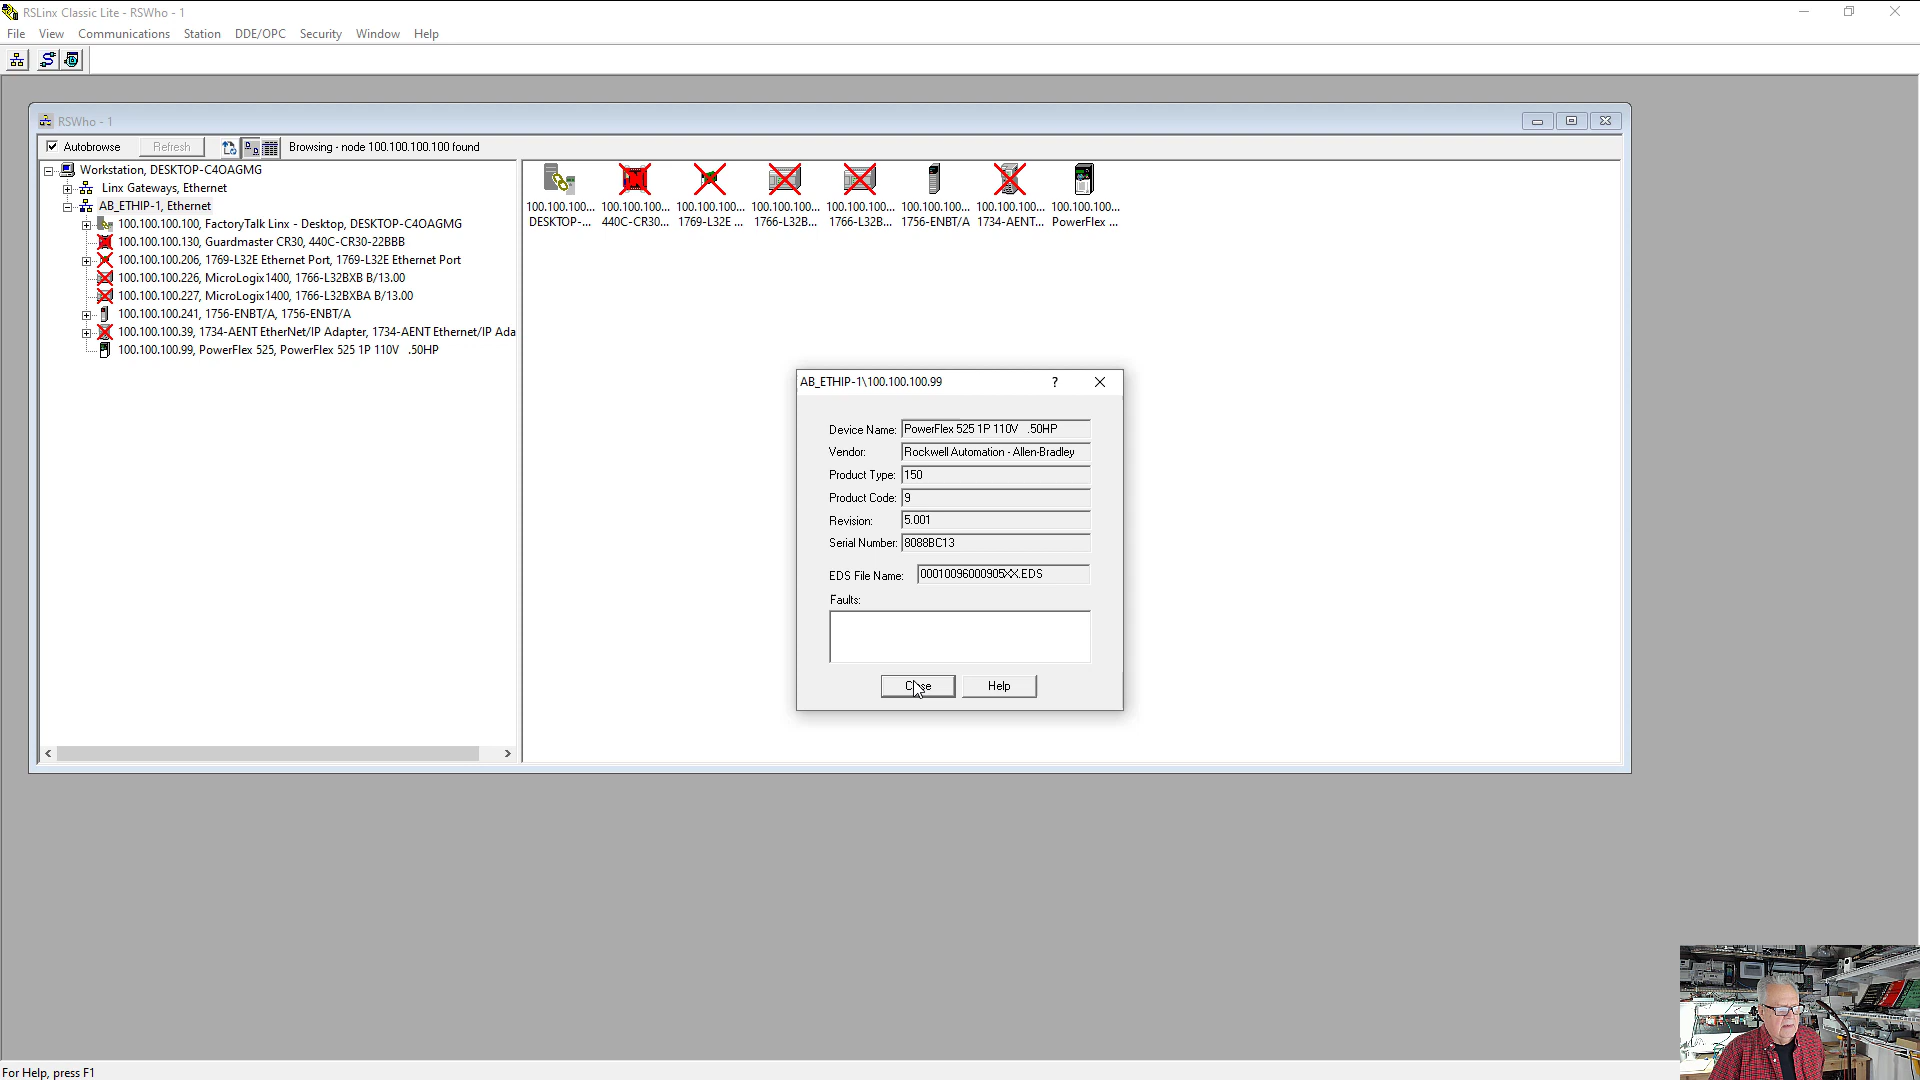 RSLinx Classic Lite - RSWho - 1
File View Communications Station DDE/OPC Security Window Help
RSWho - 1
Autobrowse Refresh Browsing - node 100.100.100.100 found
Workstation, DESKTOP-C4OAGMG
Linx Gateways, Ethernet
AB_ETHIP-1, Ethernet
100.100.100.100, FactoryTalk Linx - Desktop, DESKTOP-C4OAGMG
100.100.100.130, Guardmaster CR30, 440C-CR30-22BBB
100.100.100.206, 1769-L32E Ethernet Port, 1769-L32E Ethernet Port
100.100.100.226, MicroLogix1400, 1766-L32BXB B/13.00
100.100.100.227, MicroLogix1400, 1766-L32BXBA B/13.00
100.100.100.241, 1756-ENBT/A, 1756-ENBT/A
100.100.100.39, 1734-AENT EtherNet/IP Adapter, 1734-AENT Ethernet/IP Ada
100.100.100.99, PowerFlex 525, PowerFlex 525 1P 110V .50HP
100.100.100... 100.100.100... 100.100.100... 100.100.100... 100.100.100... 100.100.100... 100.100.100... 100.100.100...
DESKTOP-... 440C-CR30... 1769-L32E ... 1766-L32B... 1766-L32B... 1756-ENBT/A 1734-AENT... PowerFlex ...
AB_ETHIP-1\100.100.100.99
?
Device Name: PowerFlex 525 1P 110V .50HP
Vendor: Rockwell Automation - Allen-Bradley
Product Type: 150
Product Code: 9
Revision: 5.001
Serial Number: 8088BC13
EDS File Name: 00010096000905XX.EDS
Faults:
Close Help
For Help, press F1